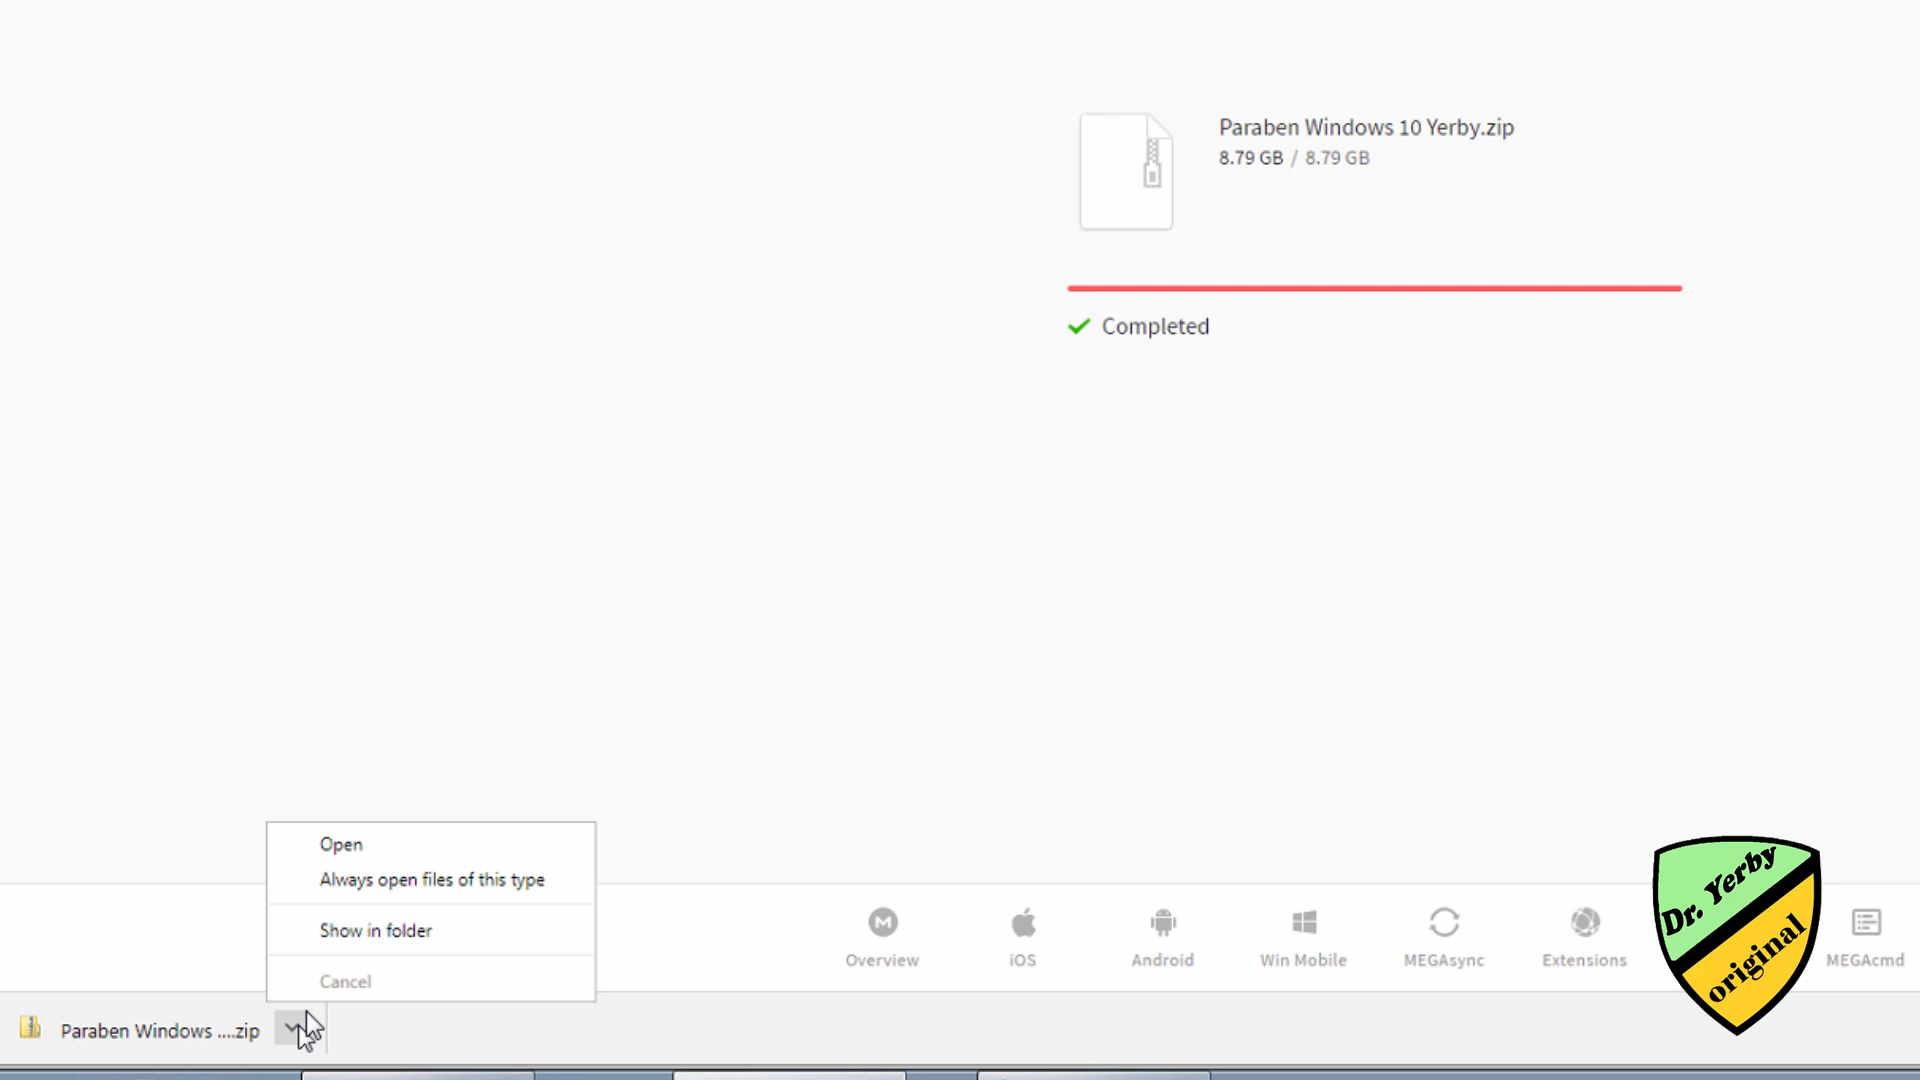 Paraben Windows 10 Yerby.zip
8.79 GB / 8.79 GB
Completed
Open
Always open files of this type
Show in folder
Cancel
Overview
iOS
Android
Win Mobile
MEGAsync
Extensions
MEGAcmd
Dr. Yerby
original
Paraben Windows ....zip